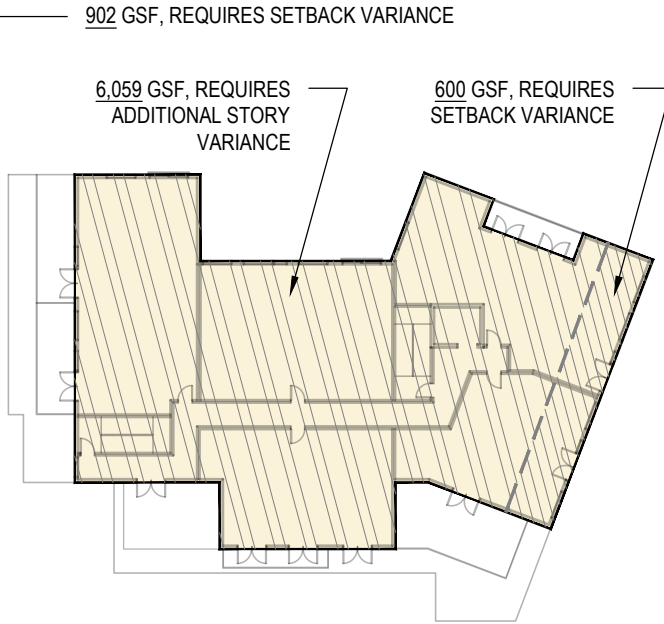 902 GSF, REQUIRES SETBACK VARIANCE
6,059 GSF, REQUIRES
ADDITIONAL STORY
VARIANCE
600 GSF, REQUIRES
SETBACK VARIANCE